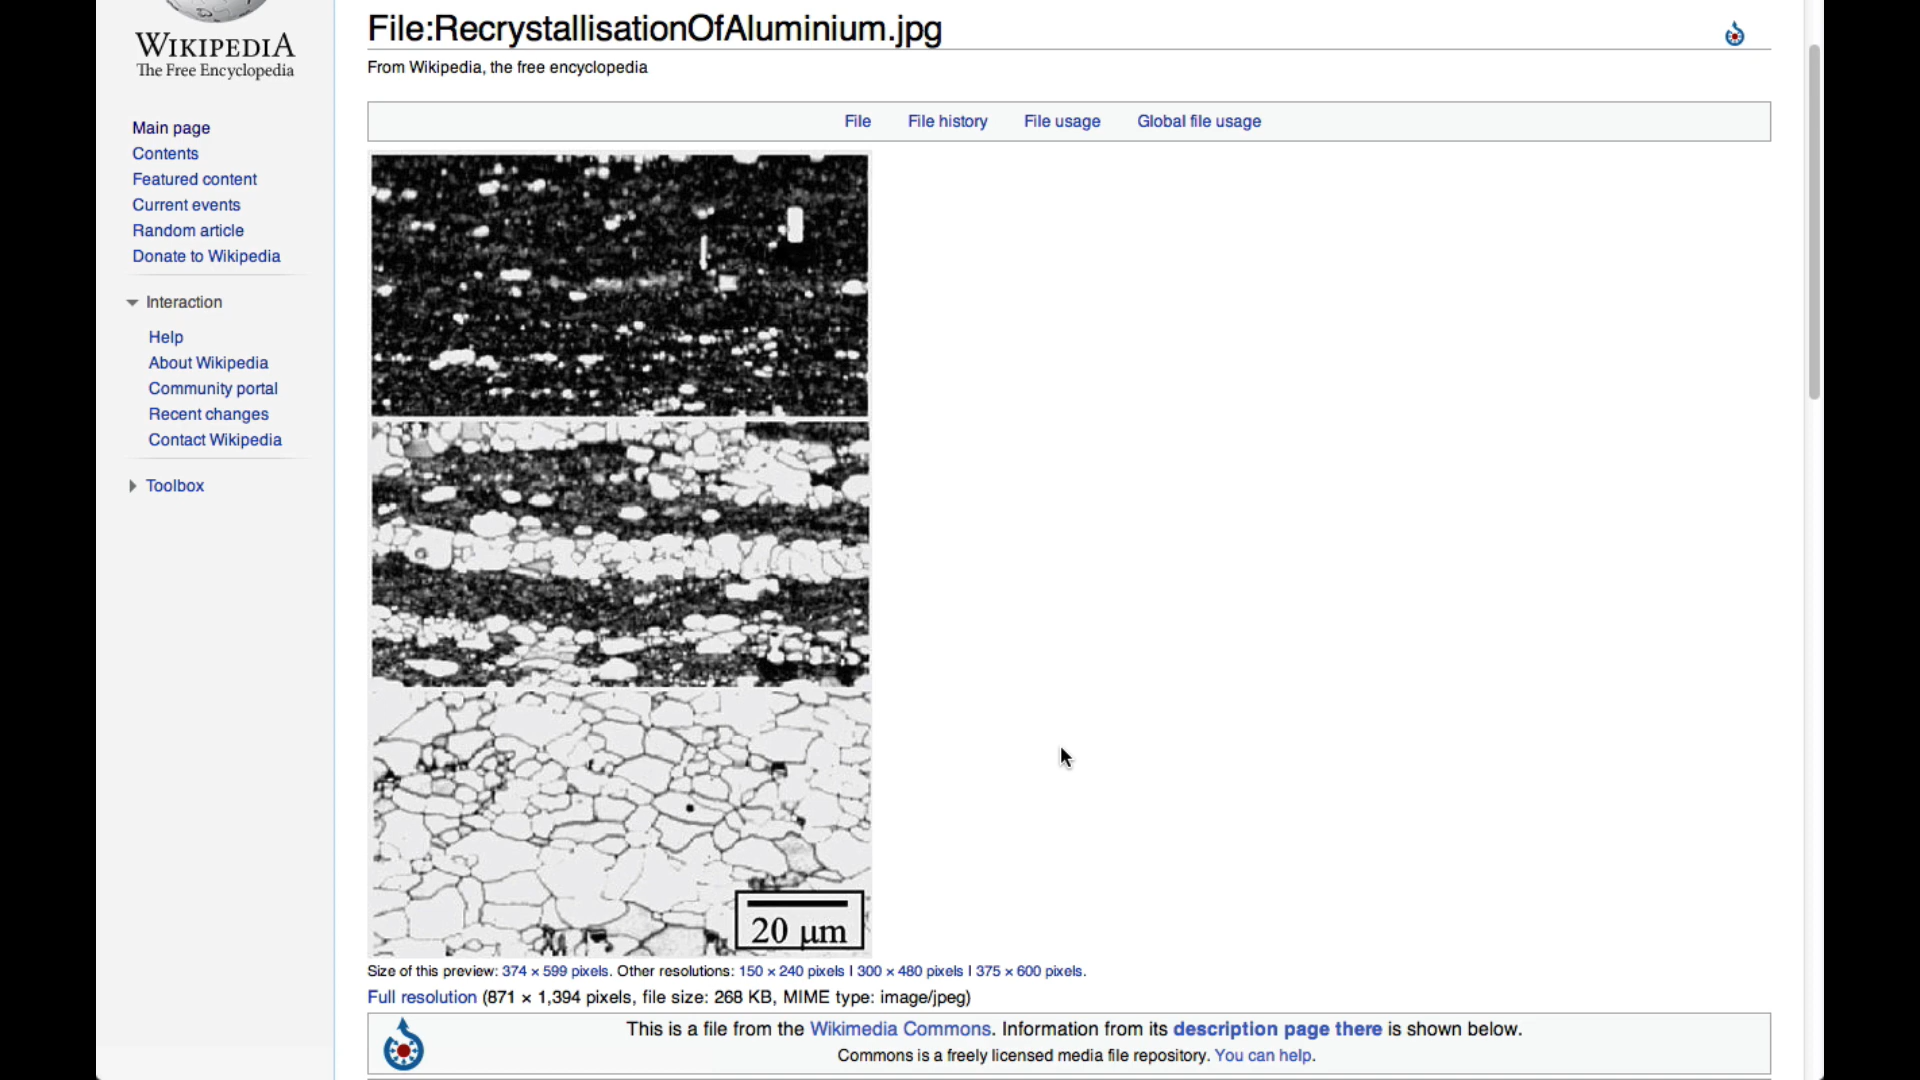 WIKIPEDIA
The Free Encyclopedia
Main page
Contents
Featured content
Current events
Random article
Donate to Wikipedia
Interaction
Help
About Wikipedia
Community portal
Recent changes
Contact Wikipedia
Toolbox
File:RecrystallisationOfAluminium.jpg
From Wikipedia, the free encyclopedia
File File history File usage Global file usage
20 µm
Size of this preview: 374 × 599 pixels. Other resolutions: 150 × 240 pixels | 300 × 480 pixels | 375 × 600 pixels.
Full resolution (871 × 1,394 pixels, file size: 268 KB, MIME type: image/jpeg)
This is a file from the Wikimedia Commons. Information from its description page there is shown below.
Commons is a freely licensed media file repository. You can help.